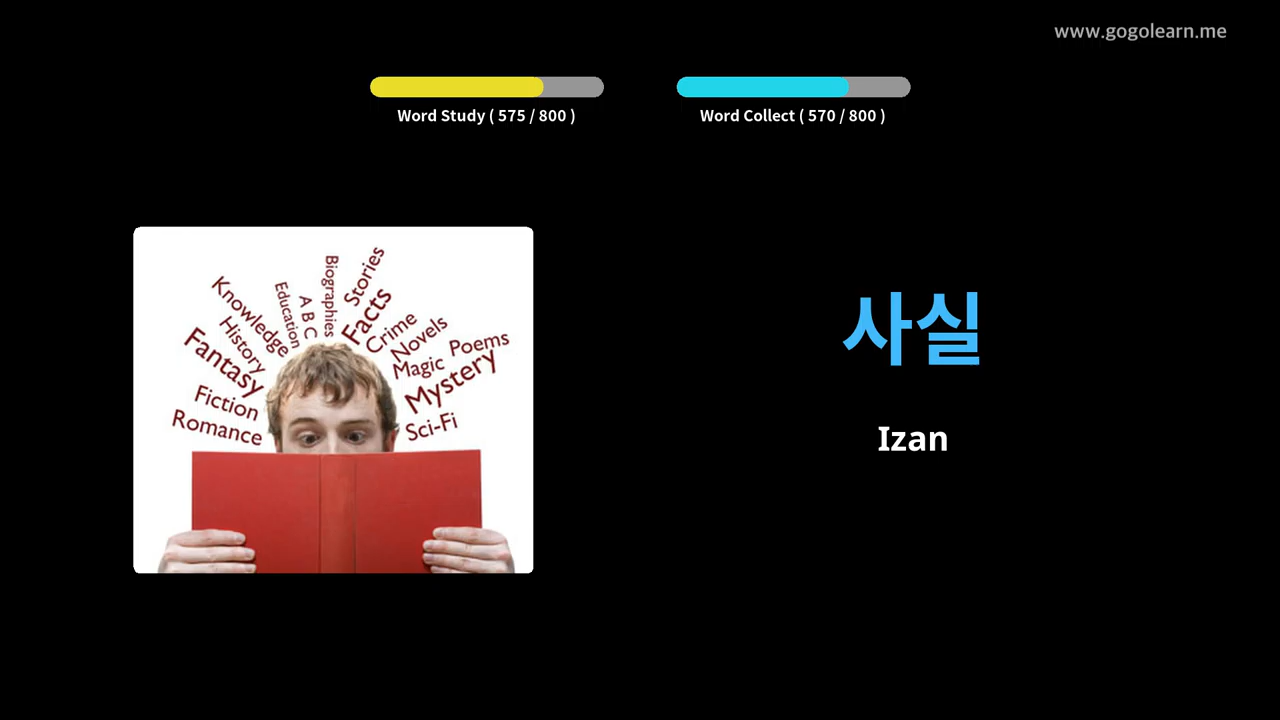 www.gogolearn.me
Word Study ( 575 / 800 )
Word Collect ( 570 / 800 )
Romance
Fiction
Fantasy
History
Knowledge
Education
A B C
Biographies
Stories
Facts
Crime
Novels
Magic
Poems
Mystery
Sci-Fi
사실
Izan